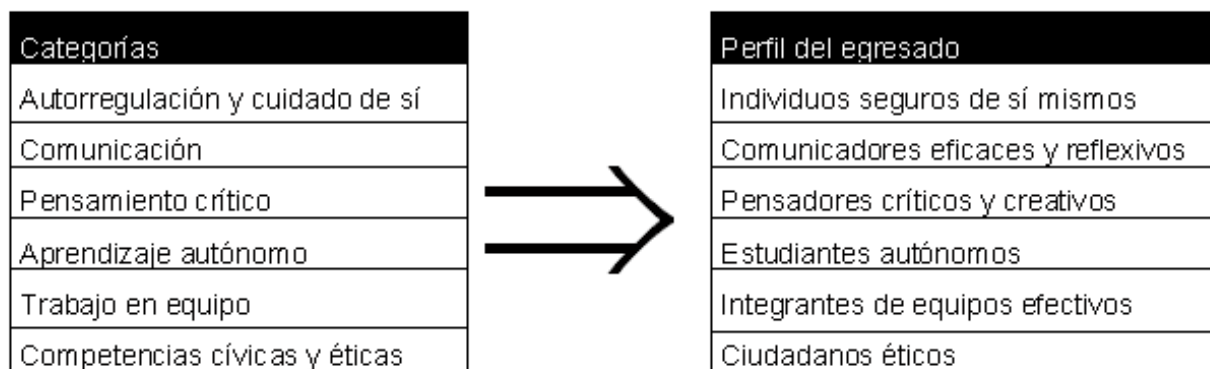 Categorías
Autorregulación y cuidado de sí
Comunicación
Pensamiento crítico
Aprendizaje autónomo
Trabajo en equipo
Competencias cívicas y éticas
Perfil del egresado
Individuos seguros de sí mismos
Comunicadores eficaces y reflexivos
Pensadores críticos y creativos
Estudiantes autónomos
Integrantes de equipos efectivos
Ciudadanos éticos